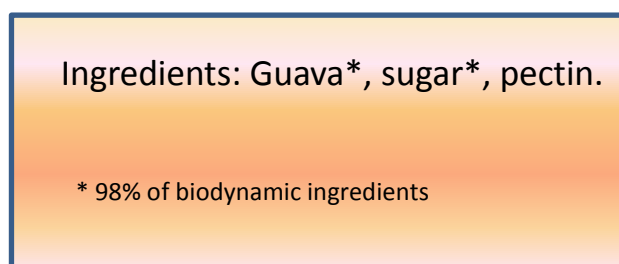 Ingredients: Guava*, sugar*, pectin.
* 98% of biodynamic ingredients